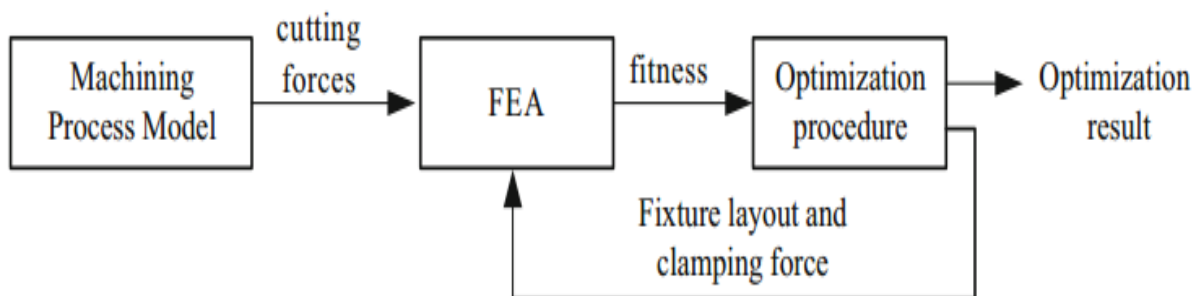 Machining
Process Model
cutting
forces
FEA
fitness
Optimization
procedure
Optimization
result
Fixture layout and
clamping force